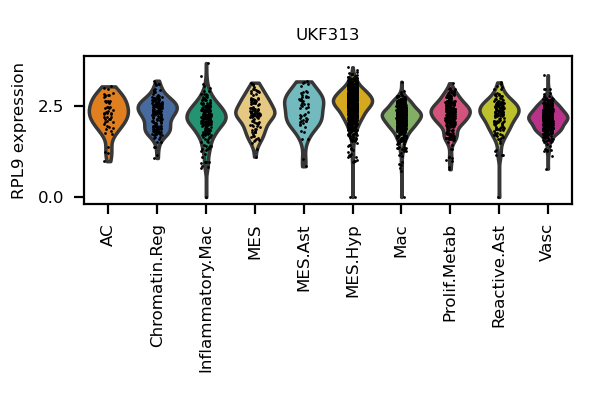 UKF313
RPL9 expression
2.5
0.0
AC
Chromatin.Reg
Inflammatory.Mac
MES
MES.Ast
MES.Hyp
Mac
Prolif.Metab
Reactive.Ast
Vasc